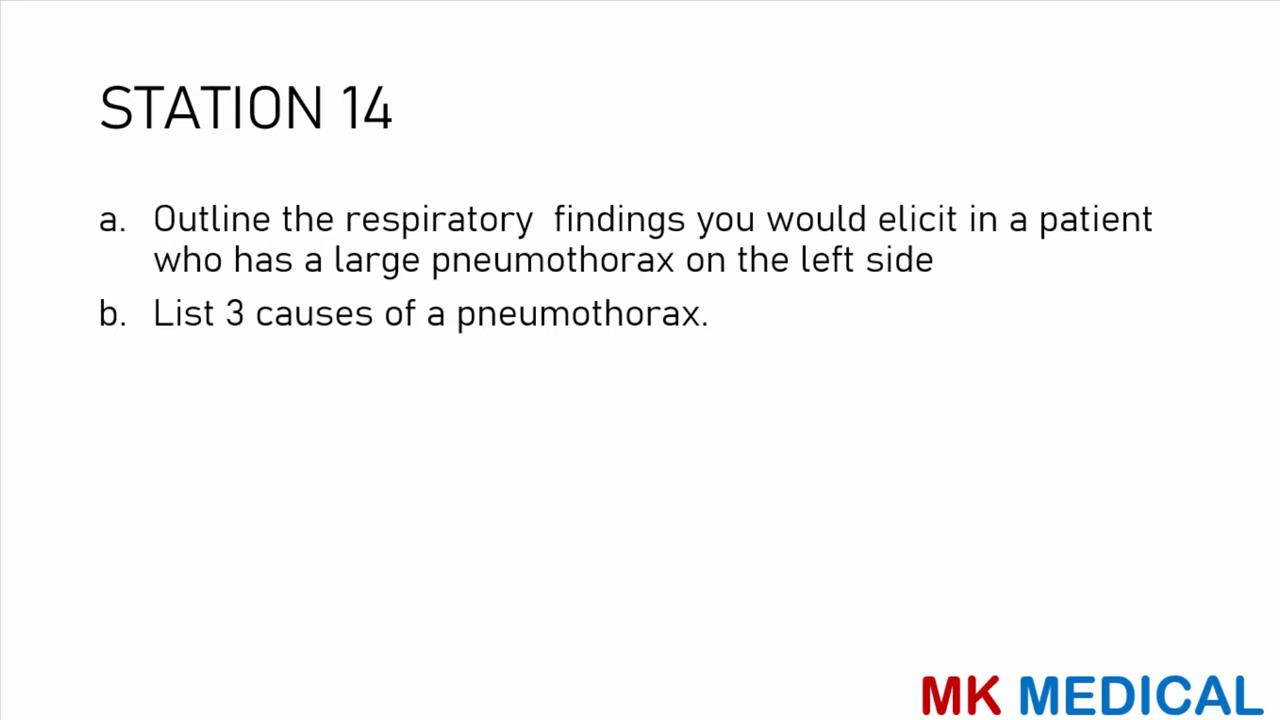 STATION 14
a. Outline the respiratory findings you would elicit in a patient
who has a large pneumothorax on the left side
b. List 3 causes of a pneumothorax.
MK MEDICAL